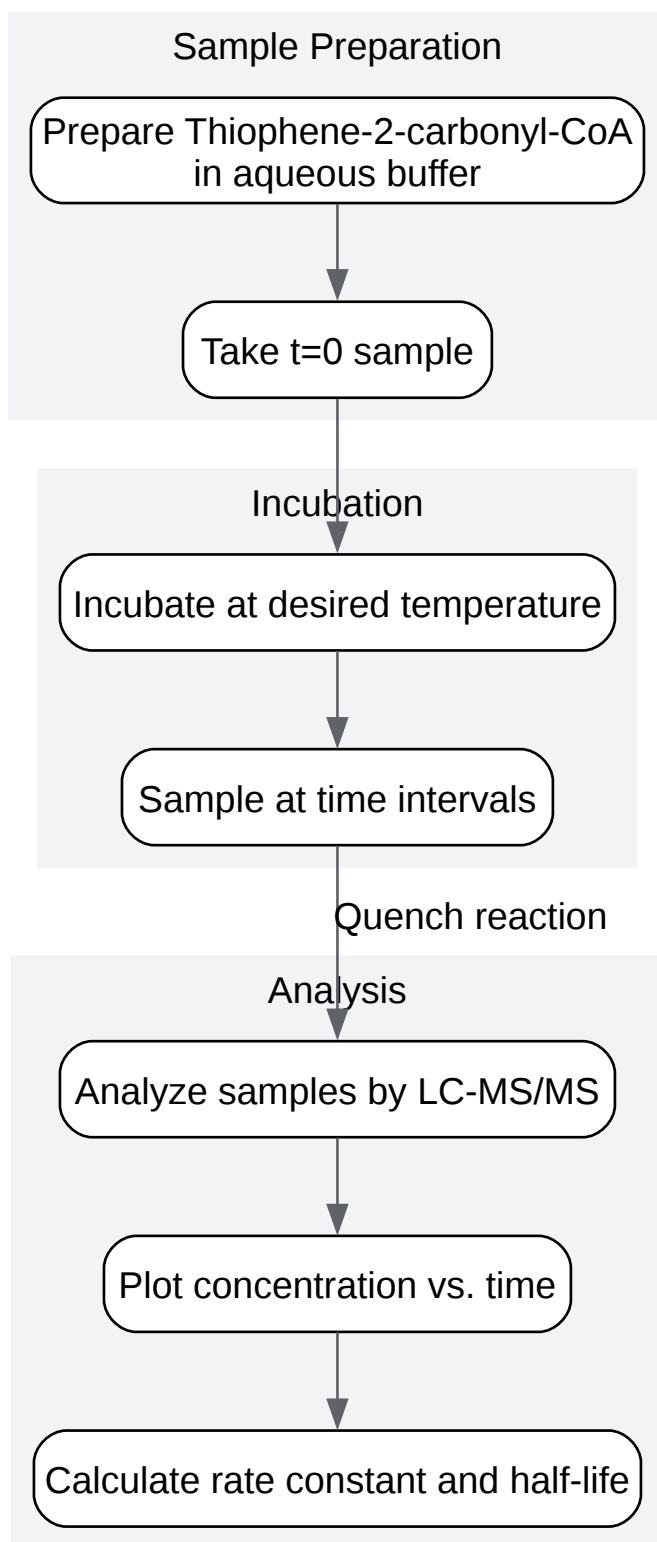 Sample Preparation
Prepare Thiophene-2-carbonyl-CoA
in aqueous buffer
Take t=0 sample
Incubation
Incubate at desired temperature
Sample at time intervals
Quench reaction
Analysis
Analyze samples by LC-MS/MS
Plot concentration vs. time
Calculate rate constant and half-life